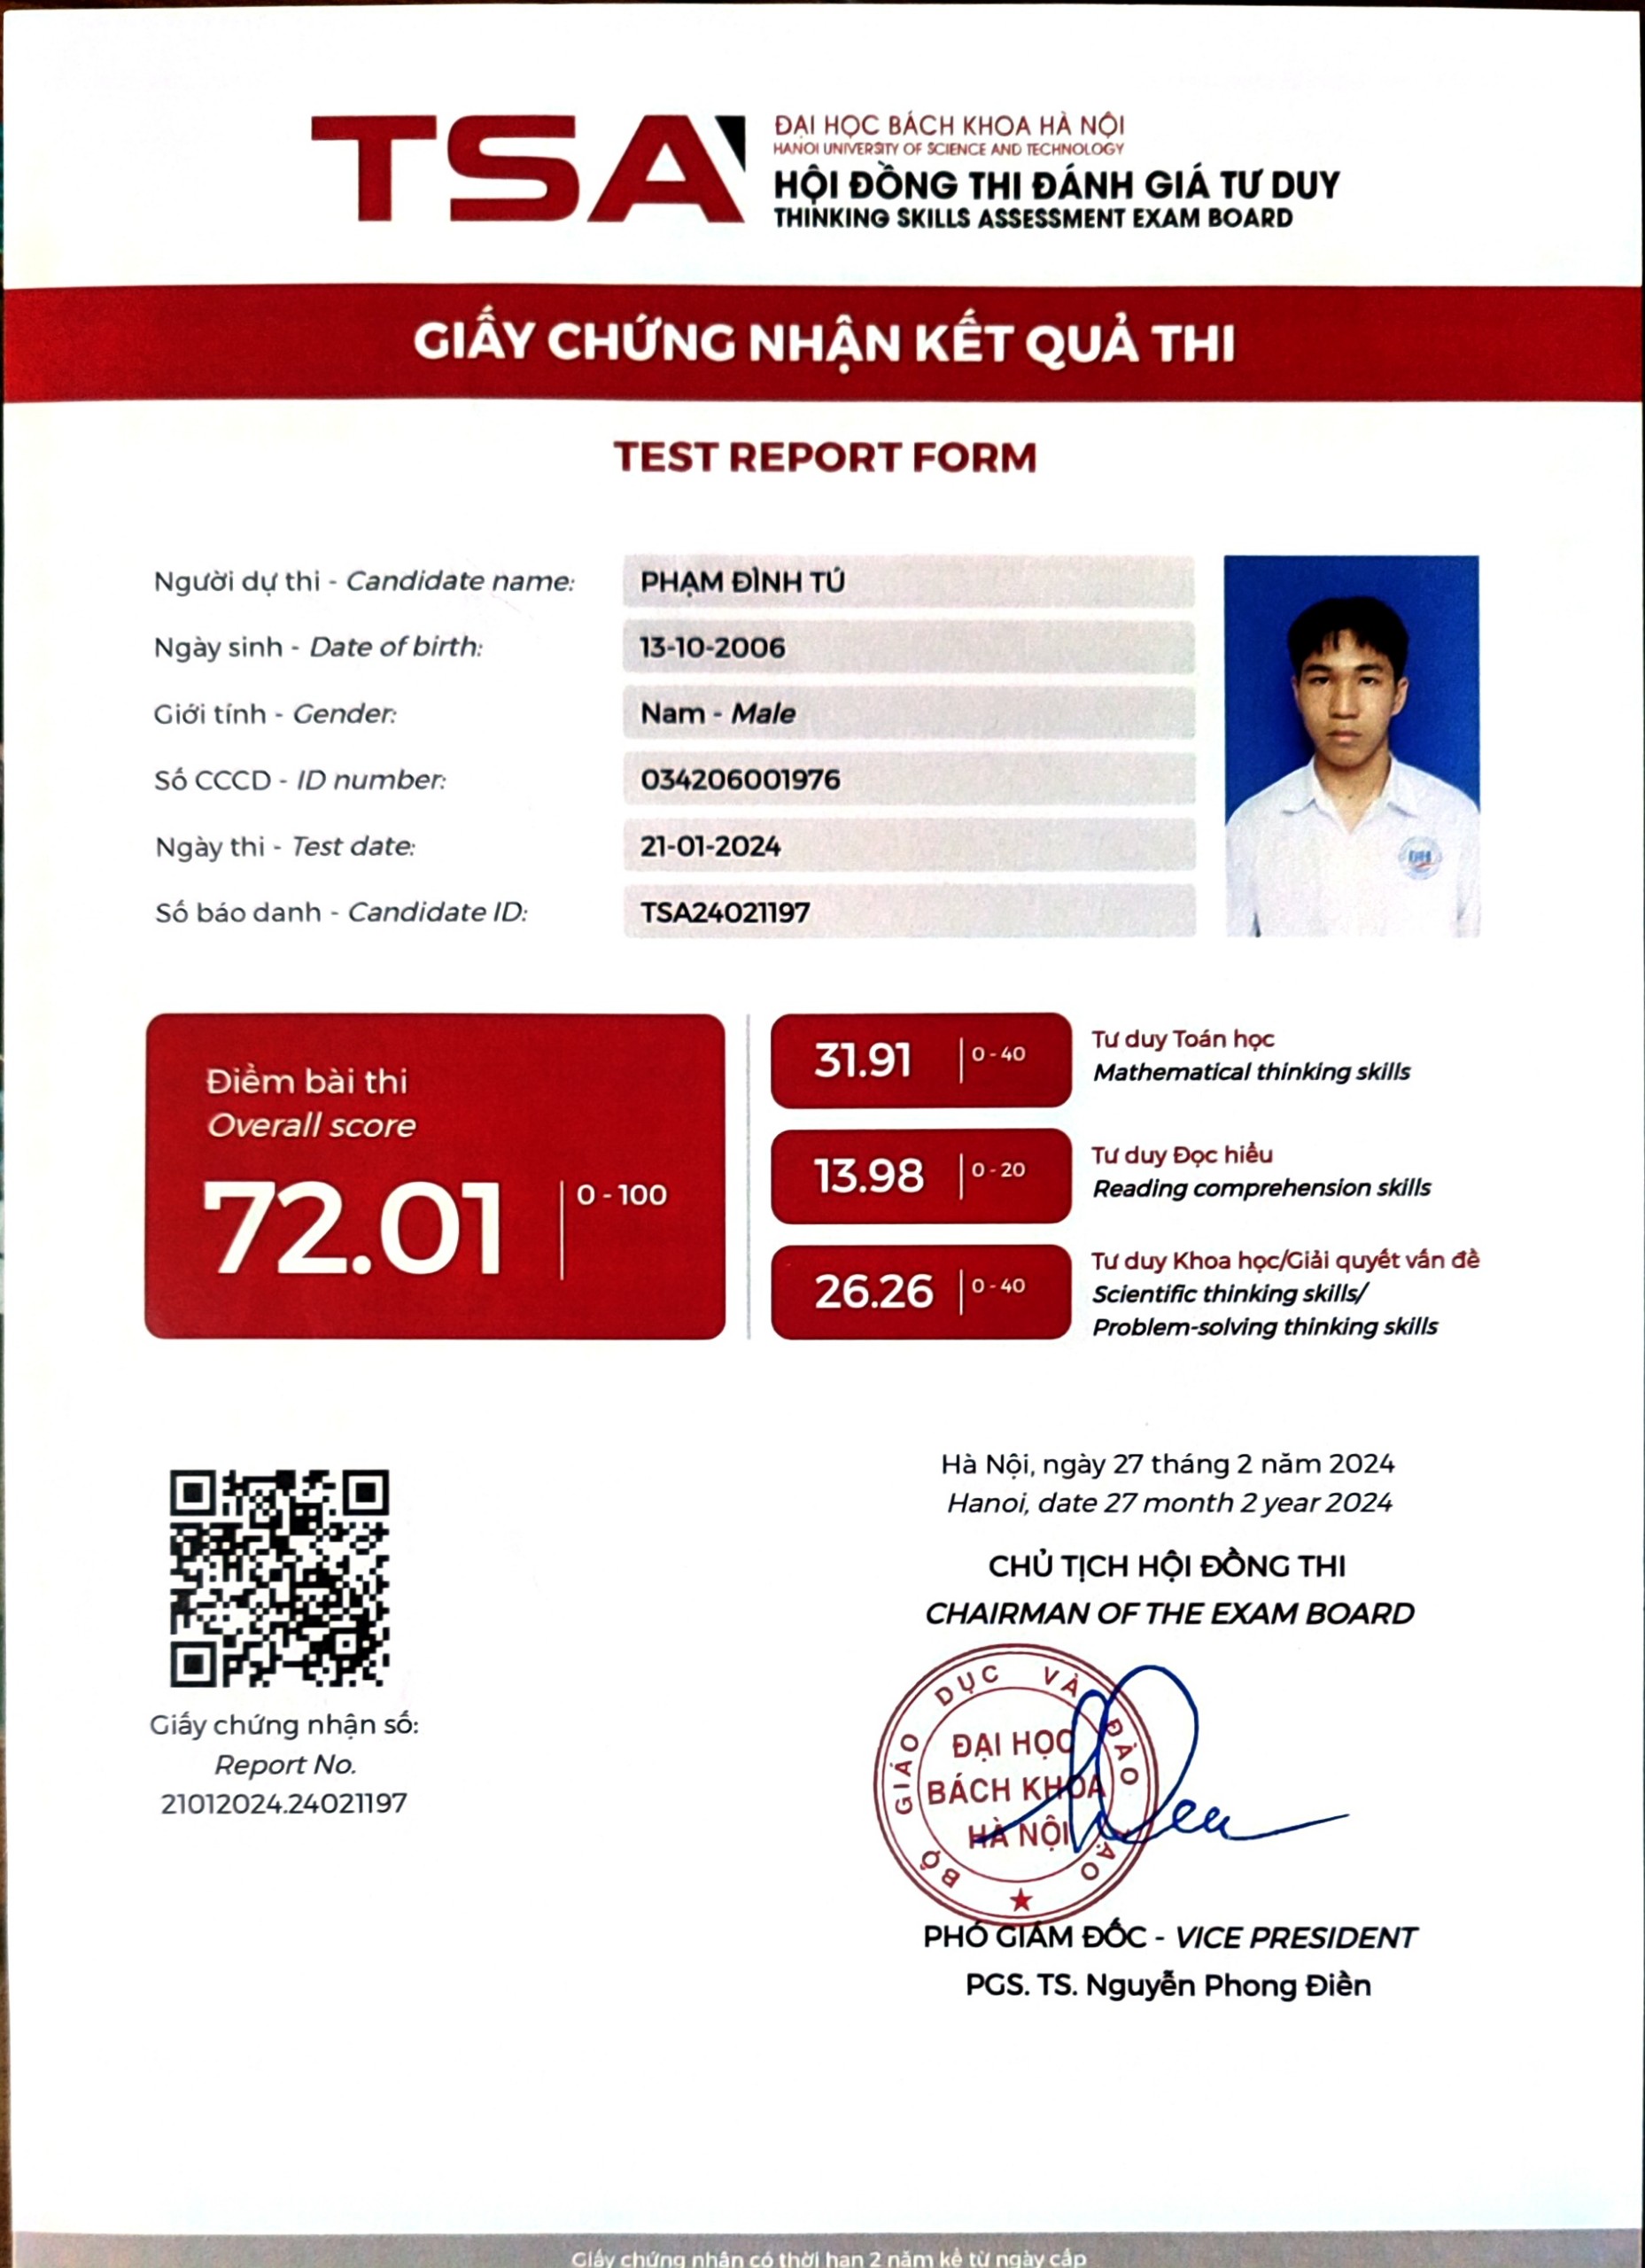 TSA
ĐẠI HỌC BÁCH KHOA HÀ NỘI
HANOI UNIVERSITY OF SCIENCE AND TECHNOLOGY
HỘI ĐỒNG THI ĐÁNH GIÁ TƯ DUY
THINKING SKILLS ASSESSMENT EXAM BOARD
GIẤY CHỨNG NHẬN KẾT QUẢ THI
TEST REPORT FORM
Người dự thi - Candidate name: PHẠM ĐÌNH TÚ
Ngày sinh - Date of birth: 13-10-2006
Giới tính - Gender: Nam - Male
Số CCCD - ID number: 034206001976
Ngày thi - Test date: 21-01-2024
Số báo danh - Candidate ID: TSA24021197
Điểm bài thi
Overall score
72.01 0 - 100
31.91 0 - 40
Tư duy Toán học
Mathematical thinking skills
13.98 0 - 20
Tư duy Đọc hiểu
Reading comprehension skills
26.26 0 - 40
Tư duy Khoa học/Giải quyết vấn đề
Scientific thinking skills/
Problem-solving thinking skills
Giấy chứng nhận số:
Report No.
21012024.24021197
Hà Nội, ngày 27 tháng 2 năm 2024
Hanoi, date 27 month 2 year 2024
CHỦ TỊCH HỘI ĐỒNG THI
CHAIRMAN OF THE EXAM BOARD
BỘ GIÁO DỤC VÀ ĐÀO TẠO
ĐẠI HỌC
BÁCH KHOA
HÀ NỘI
PHÓ GIÁM ĐỐC - VICE PRESIDENT
PGS. TS. Nguyễn Phong Điền
Giấy chứng nhận có thời hạn 2 năm kể từ ngày cấp